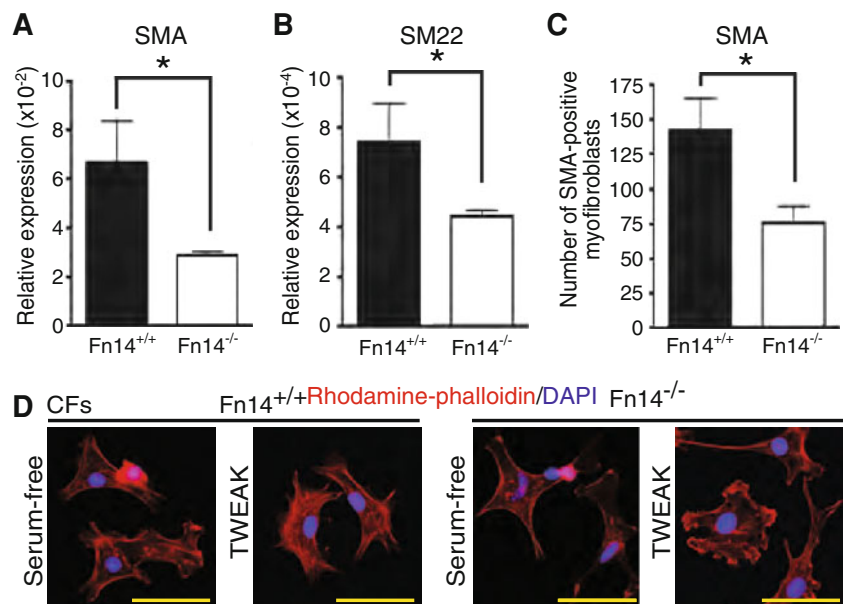 A
SMA
*
Relative expression (x10-2)
10
8
6
4
2
0
Fn14+/+
Fn14-/-
B
SM22
*
Relative expression (x10-4)
10
8
6
4
2
0
Fn14+/+
Fn14-/-
C
SMA
*
Number of SMA-positive
myofibroblasts
175
150
125
100
75
50
25
0
Fn14+/+
Fn14-/-
D
CFs
Fn14+/+Rhodamine-phalloidin/DAPI Fn14-/-
Serum-free
TWEAK
Serum-free
TWEAK